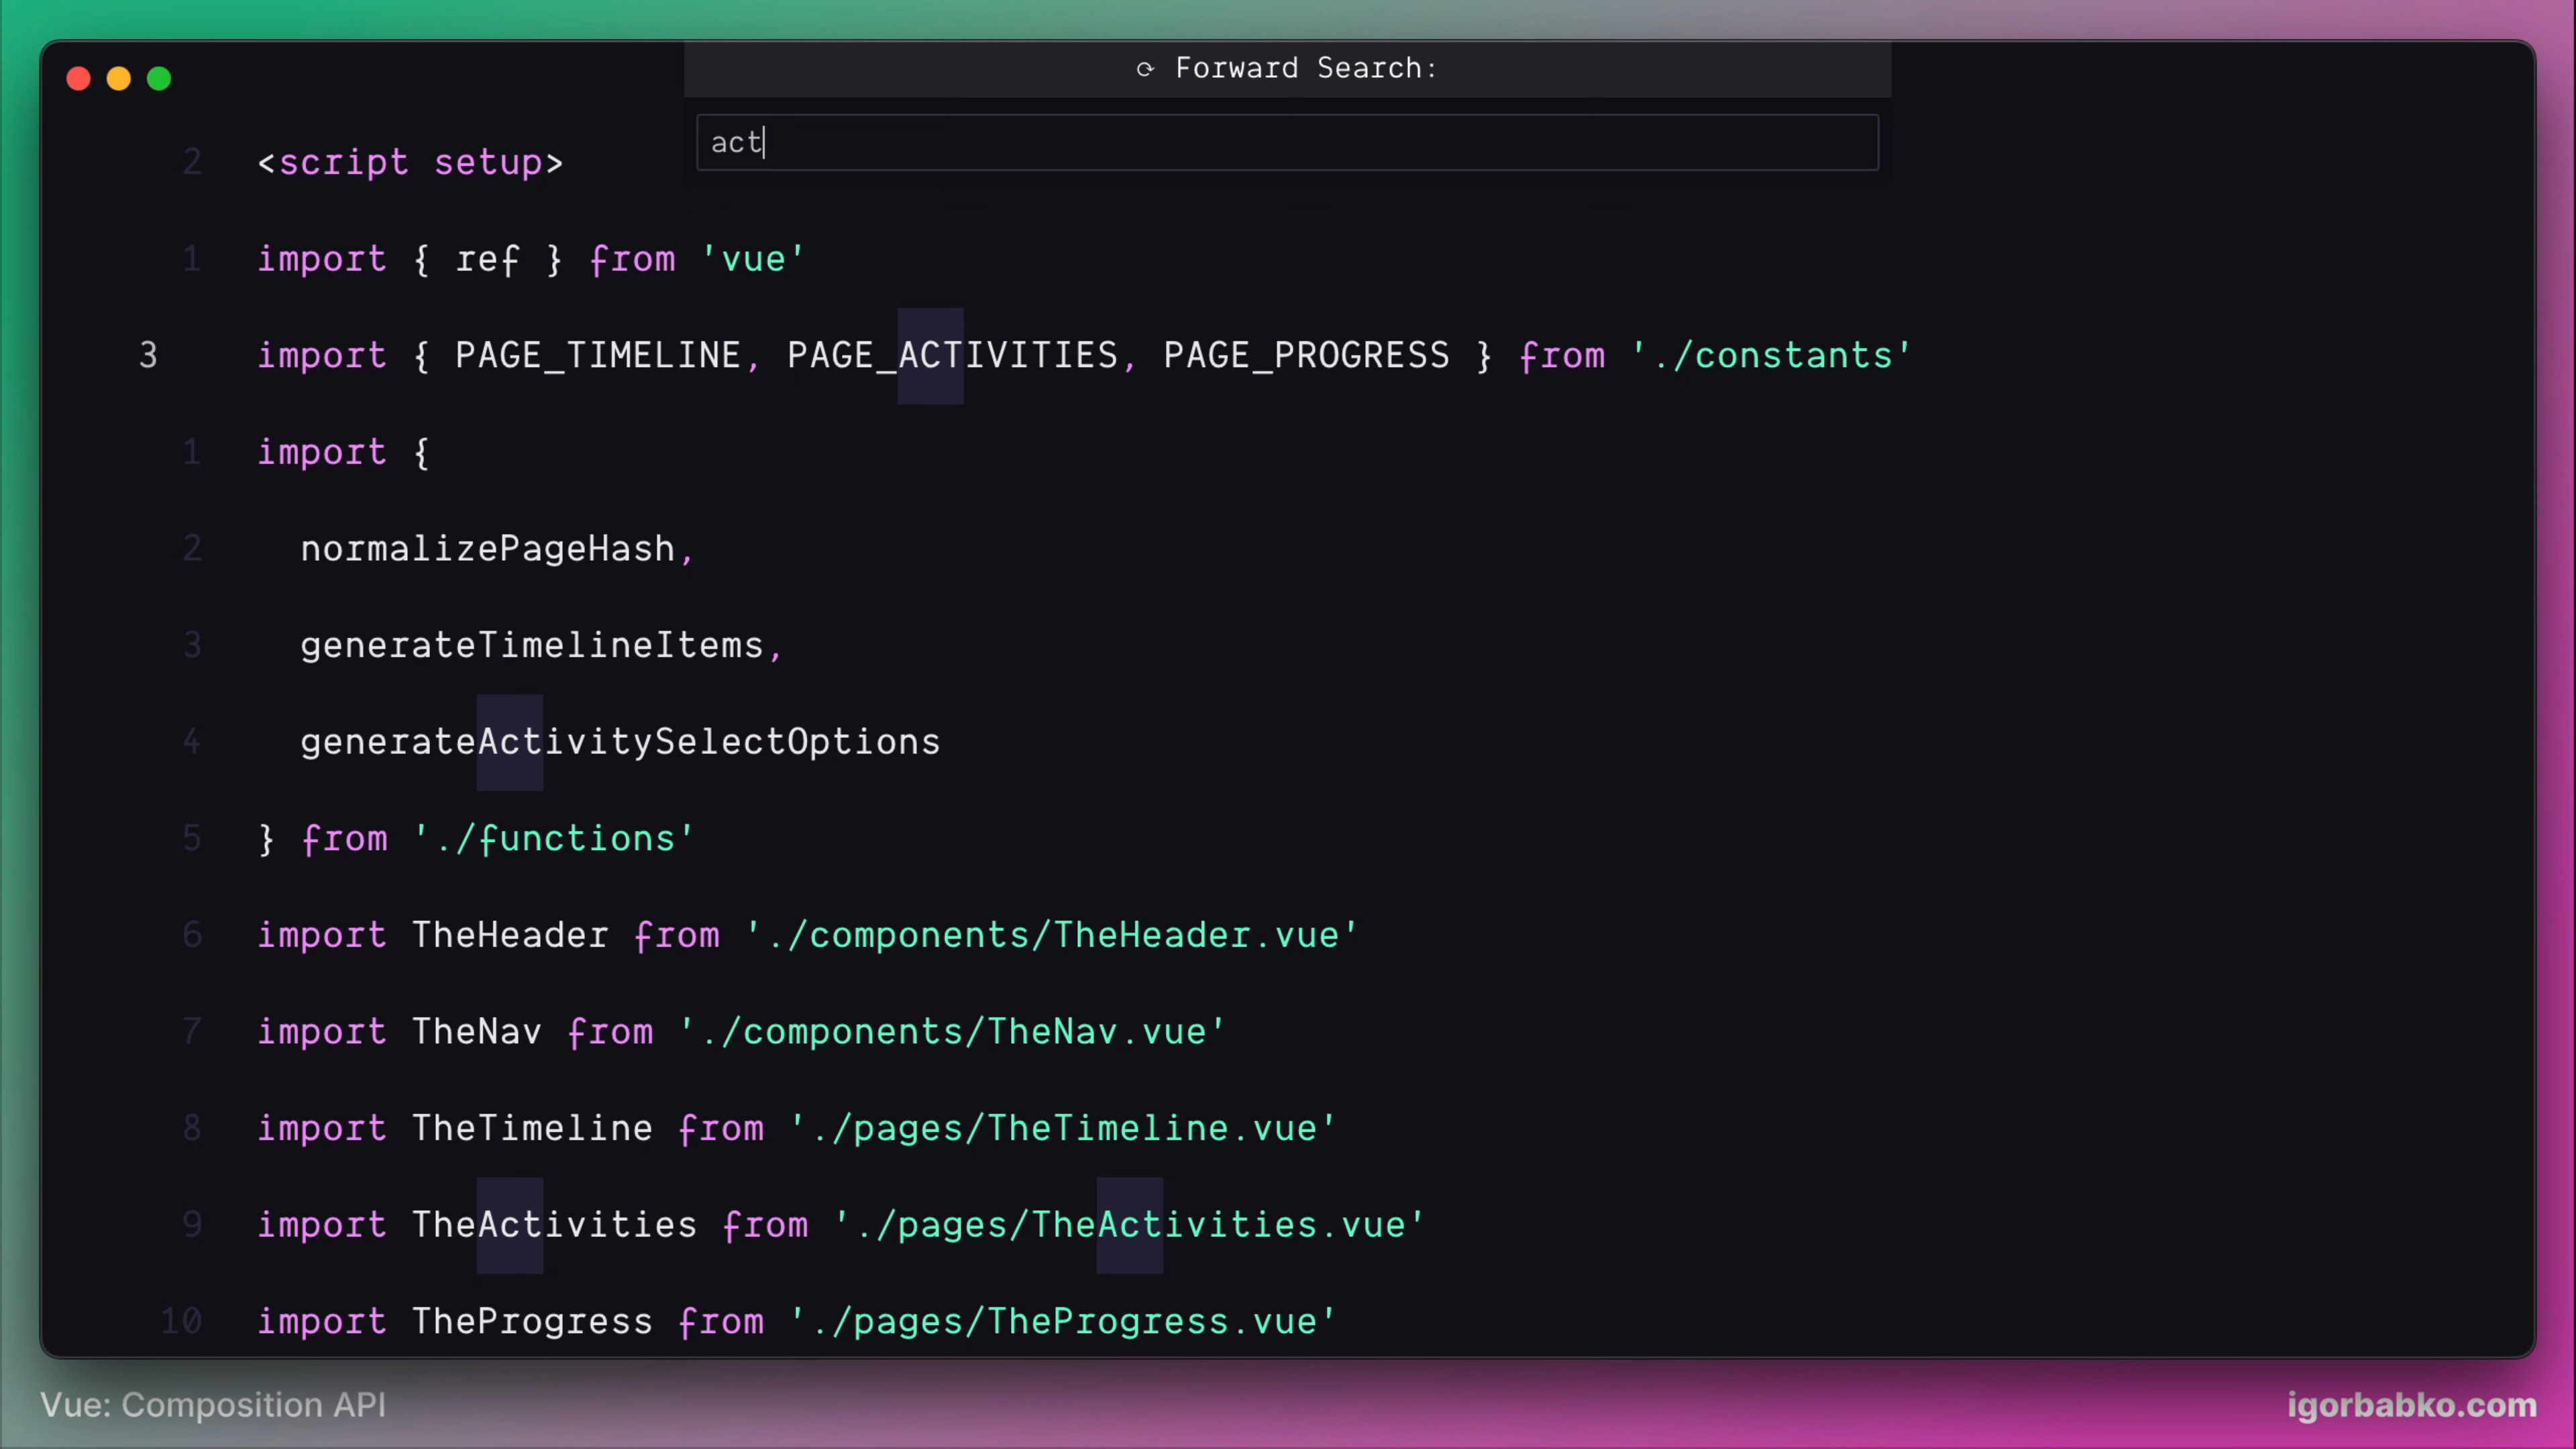 ⟳ Forward Search:
act
2 <script setup>
1 import { ref } from 'vue'
3 import { PAGE_TIMELINE, PAGE_ACTIVITIES, PAGE_PROGRESS } from './constants'
1 import {
2 normalizePageHash,
3 generateTimelineItems,
4 generateActivitySelectOptions
5 } from './functions'
6 import TheHeader from './components/TheHeader.vue'
7 import TheNav from './components/TheNav.vue'
8 import TheTimeline from './pages/TheTimeline.vue'
9 import TheActivities from './pages/TheActivities.vue'
10 import TheProgress from './pages/TheProgress.vue'
Vue: Composition API
igorbabko.com